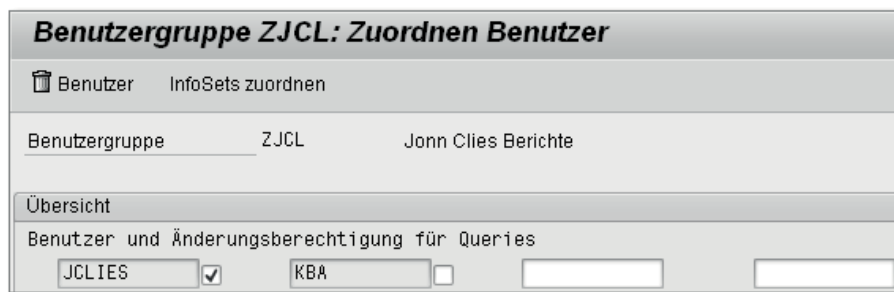 Benutzergruppe ZJCL: Zuordnen Benutzer
Benutzer InfoSets zuordnen
Benutzergruppe ZJCL Jonn Clies Berichte
Übersicht
Benutzer und Änderungsberechtigung für Queries
JCLIES KBA